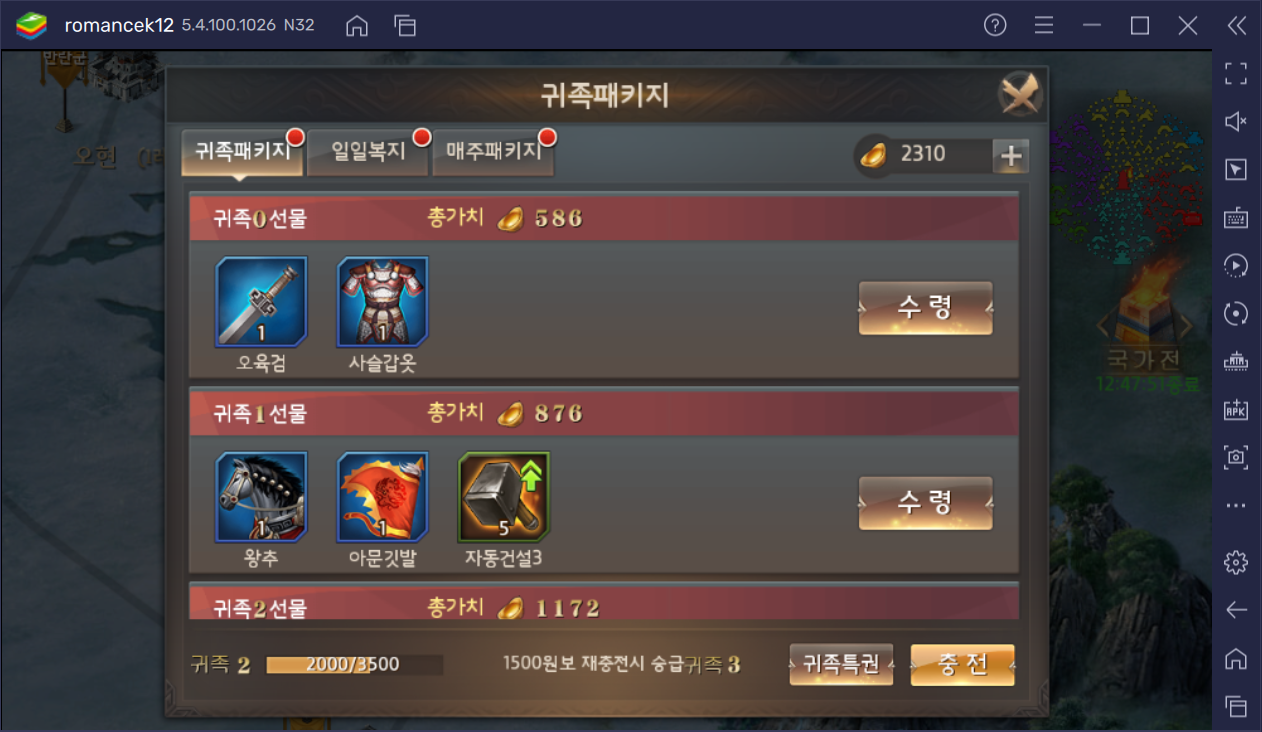 romancek12 5.4.100.1026 N32
귀족패키지
귀족패키지 일일복지 매주패키지
2310
오현
귀족0선물 총가치 586
1 1
오육검 사슬갑옷
수령
국가전
12:47:51종료
귀족1선물 총가치 876
1 1 5
왕추 아문깃발 자동건설3
수령
귀족2선물 총가치 1172
귀족 2 2000/3500 1500원보 재충전시 승급귀족 3 귀족특권 충전
APK